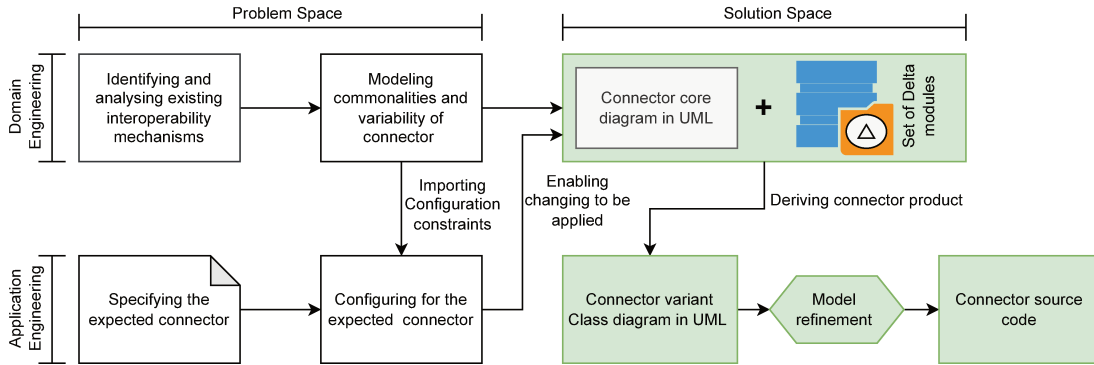 Problem Space
Solution Space
Domain
Engineering
Identifying and
analysing existing
interoperability
mechanisms
Modeling
commonalities and
variability of
connector
Connector core
diagram in UML
+
Set of Delta
modules
Importing
Configuration
constraints
Enabling
changing to be
applied
Deriving connector product
Application
Engineering
Specifying the
expected connector
Configuring for the
expected connector
Connector variant
Class diagram in UML
Model
refinement
Connector source
code